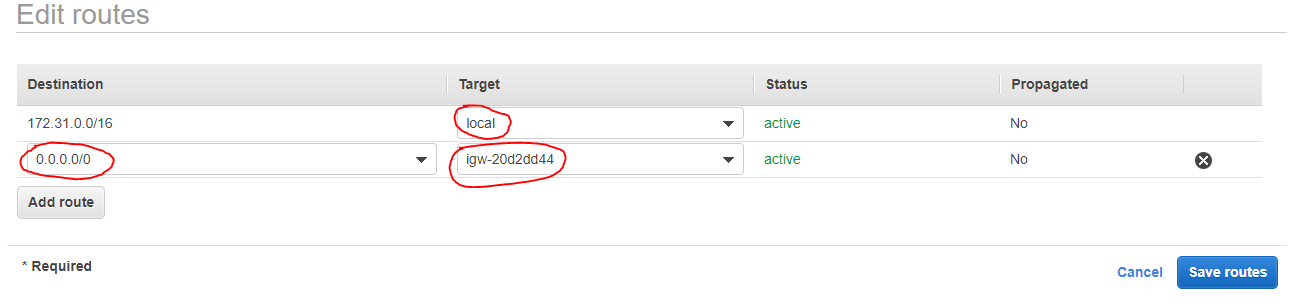 Edit routes
Destination Target Status Propagated
172.31.0.0/16 local active No
0.0.0.0/0 igw-20d2dd44 active No
Add route
* Required
Cancel Save routes